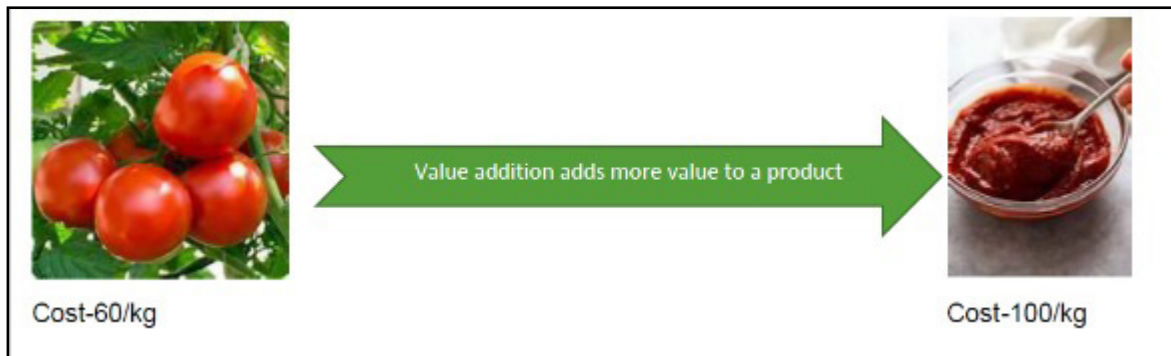 Value addition adds more value to a product
Cost-60/kg
Cost-100/kg